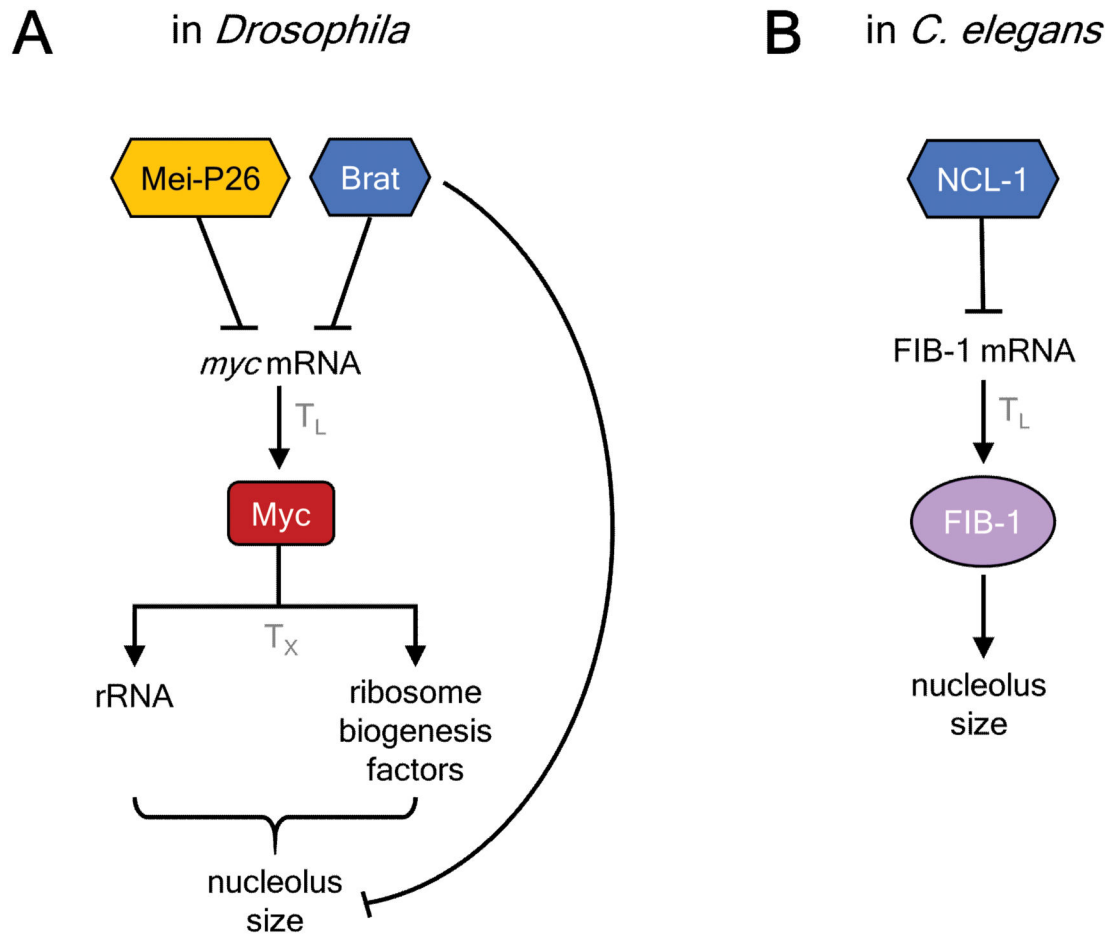 A
in Drosophila
Mei-P26
Brat
myc mRNA
TL
Myc
TX
rRNA
ribosome
biogenesis
factors
nucleolus
size
B
in C. elegans
NCL-1
FIB-1 mRNA
TL
FIB-1
nucleolus
size